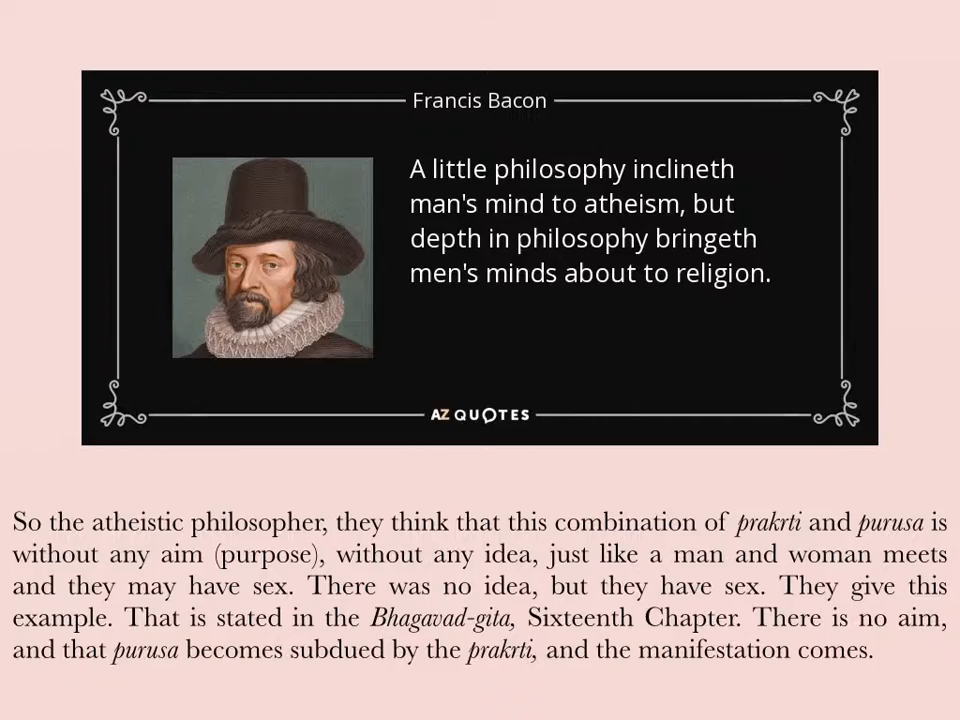 Francis Bacon
A little philosophy inclineth
man's mind to atheism, but
depth in philosophy bringeth
men's minds about to religion.
AZ QUOTES
So the atheistic philosopher, they think that this combination of prakrti and purusa is
without any aim (purpose), without any idea, just like a man and woman meets
and they may have sex. There was no idea, but they have sex. They give this
example. That is stated in the Bhagavad-gita, Sixteenth Chapter. There is no aim,
and that purusa becomes subdued by the prakrti, and the manifestation comes.